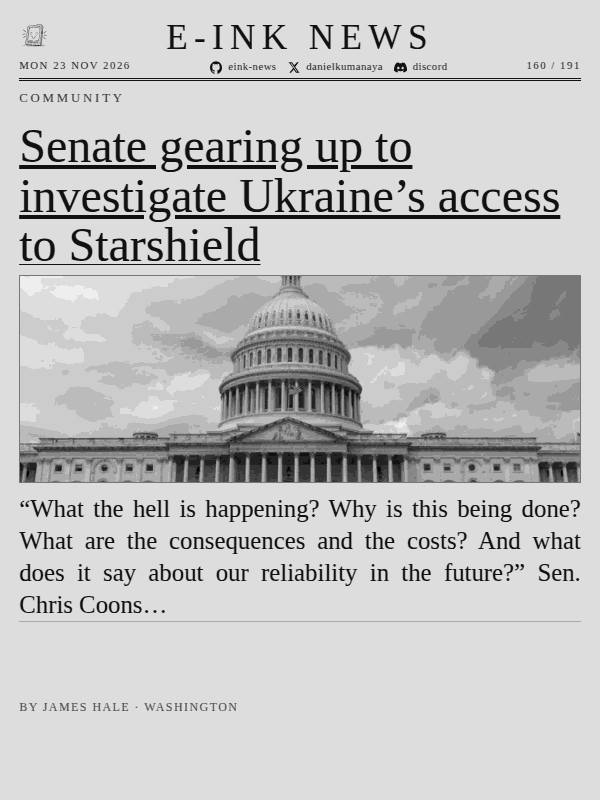 E-INK NEWS
MON 23 NOV 2026
eink-news
danielkumanaya
discord
160 / 191
COMMUNITY
Senate gearing up to
investigate Ukraine’s access
to Starshield
“What the hell is happening? Why is this being done?
What are the consequences and the costs? And what
does it say about our reliability in the future?” Sen.
Chris Coons…
BY JAMES HALE · WASHINGTON